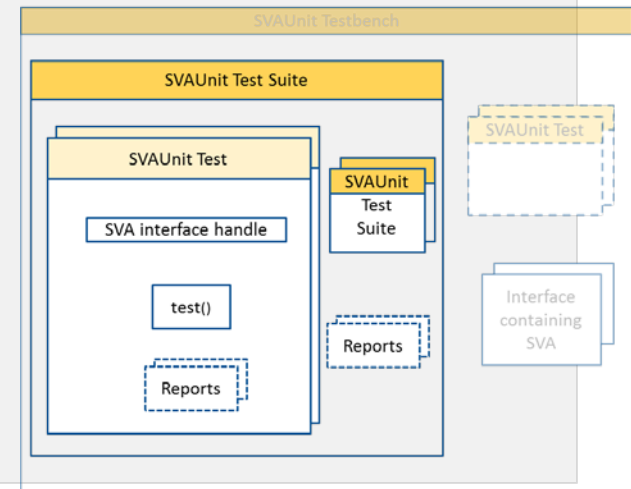 SVAUnit Testbench
SVAUnit Test Suite
SVAUnit Test
SVA interface handle
test()
Reports
SVAUnit
Test
Suite
Reports
SVAUnit Test
Interface
containing
SVA